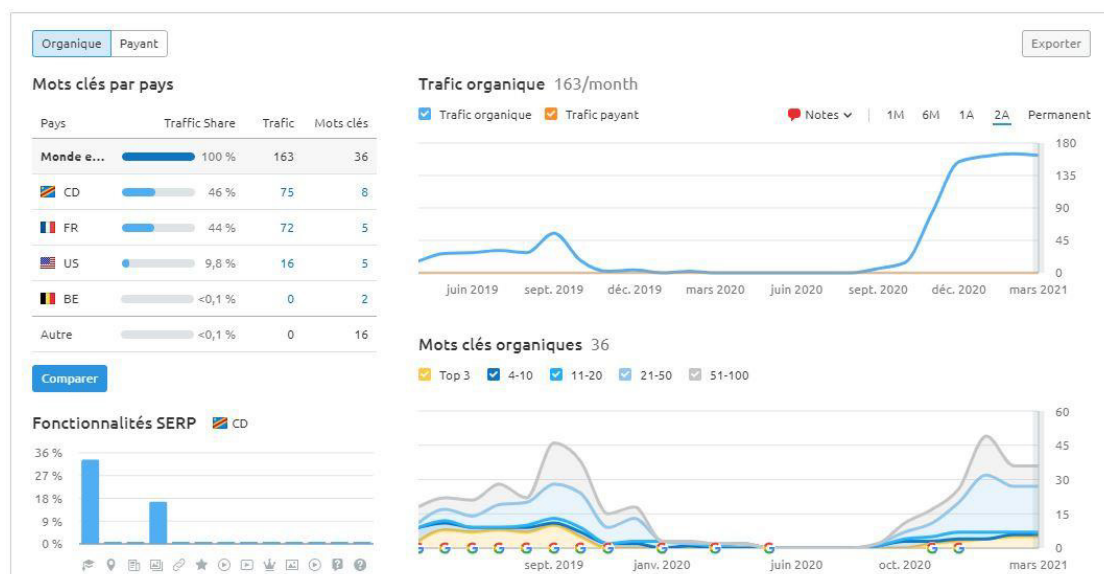 Organique Payant
Exporter
Mots clés par pays
Pays Traffic Share Trafic Mots clés
Monde e... 100 % 163 36
CD 46 % 75 8
FR 44 % 72 5
US 9,8 % 16 5
BE <0,1 % 0 2
Autre <0,1 % 0 16
Comparer
Fonctionnalités SERP CD
36 %
27 %
18 %
9 %
0 %
Trafic organique 163/month
Trafic organique Trafic payant
Notes 1M 6M 1A 2A Permanent
180
135
90
45
0
juin 2019 sept. 2019 déc. 2019 mars 2020 juin 2020 sept. 2020 déc. 2020 mars 2021
Mots clés organiques 36
Top 3 4-10 11-20 21-50 51-100
60
45
30
15
0
sept. 2019 janv. 2020 juin 2020 oct. 2020 mars 2021